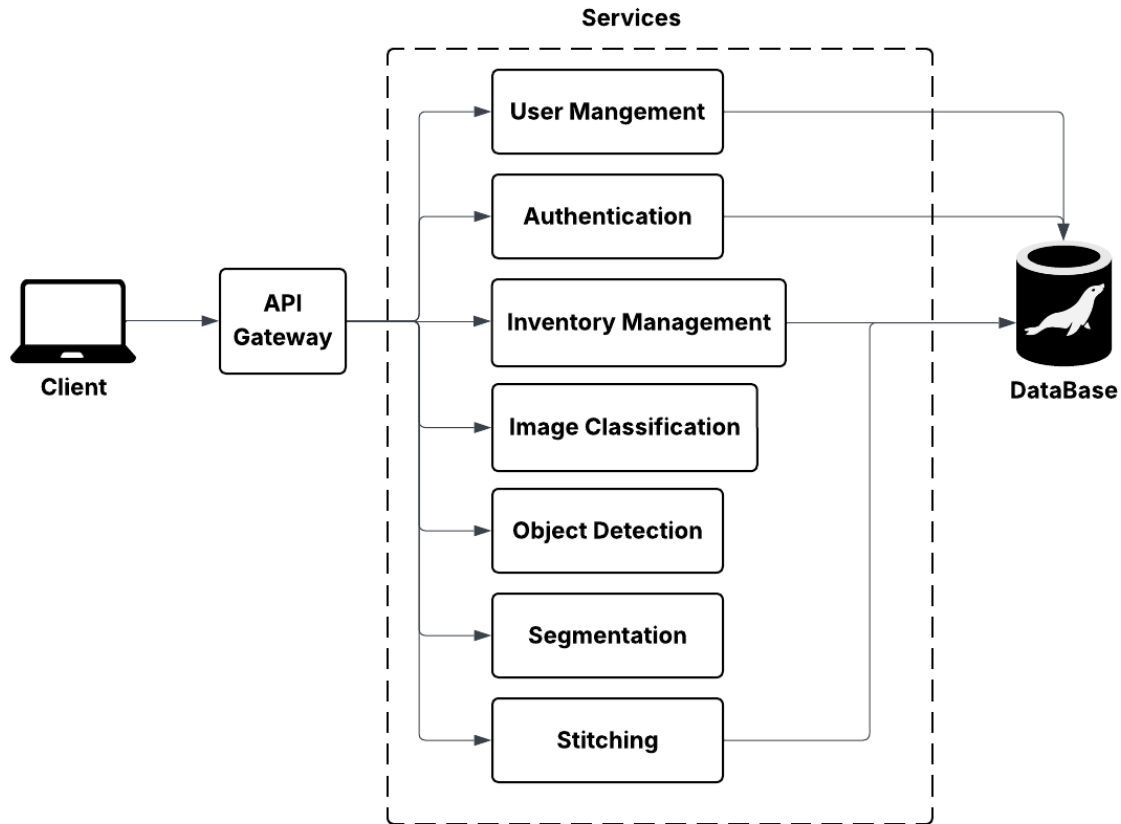 Services
User Mangement
Authentication
API
Gateway
Inventory Management
Client
DataBase
Image Classification
Object Detection
Segmentation
Stitching